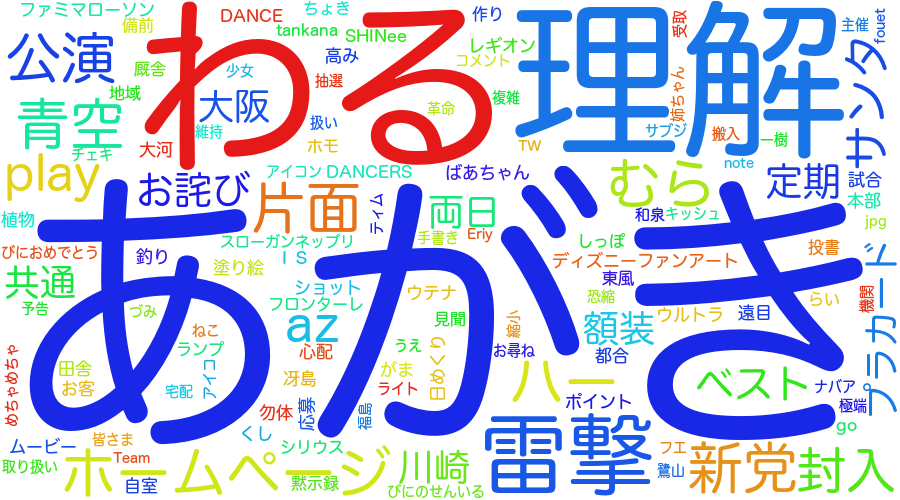 ファミマローソン
DANCE
ちょき
作り
受取
主催
fouet
備前
tankana
SHINee
わる
理解
公演
高み
レギオン
コメント
サンタ
厩舎
少女
抽選
姉ちゃん
地域
大阪
革命
複雑
青空
維持
扱い
サブジ
搬入
一樹
チェキ
大河
ホモ
TW
note
play
お詫び
アイコン
DANCERS
ばあちゃん
むら
定期
試合
本部
片面
両日
和泉
キッシュ
jpg
植物
ティム
手書き
Eriy
しっぽ
投書
びにおめでとう
釣り
スローガン
ネップリ
ディズニーファンアート
ＩＳ
東風
共通
塗り絵
機関
予告
ショット
ウテナ
恐縮
らい
づみ
フロンターレ
見聞
縮小
額装
ウルトラ
遠目
プラカード
あがき
az
ねこ
ランプ
心配
うえ
お尋ね
都合
めちゃめちゃ
田舎
お客
アイコ
宅配
冴島
がま
日めくり
ハー
ベスト
ナバア
極端
勿体
応募
福島
ライト
ポイント
go
ムービー
皆さま
くし
シリウス
雷撃
フエ
取り扱い
Team
自室
ホームページ
黙示録
川崎
びにのせんいる
鷺山
新党
封入